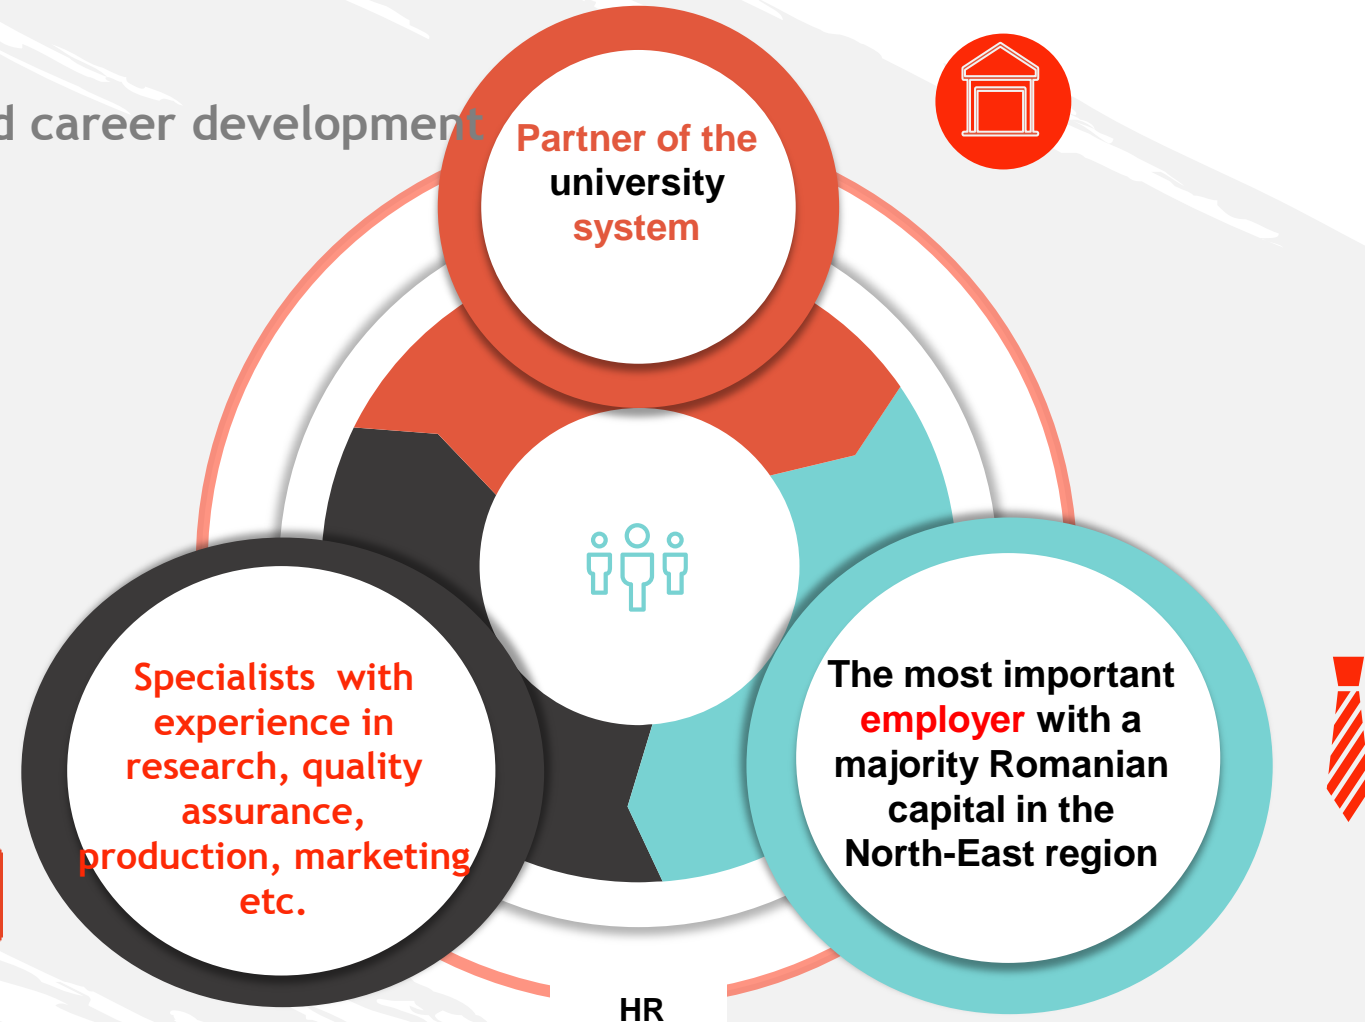 d career development
Partner of the
university
system
Specialists with
experience in
research, quality
assurance,
production, marketing
etc.
The most important
employer with a
majority Romanian
capital in the
North-East region
HR